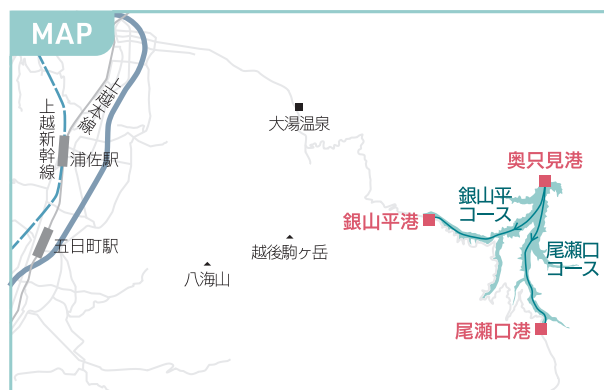 MAP
上越新幹線
上越本線
浦佐駅
五日町駅
大湯温泉
八海山
越後駒ヶ岳
銀山平港
銀山平
コース
奥只見港
尾瀬口
コース
尾瀬口港